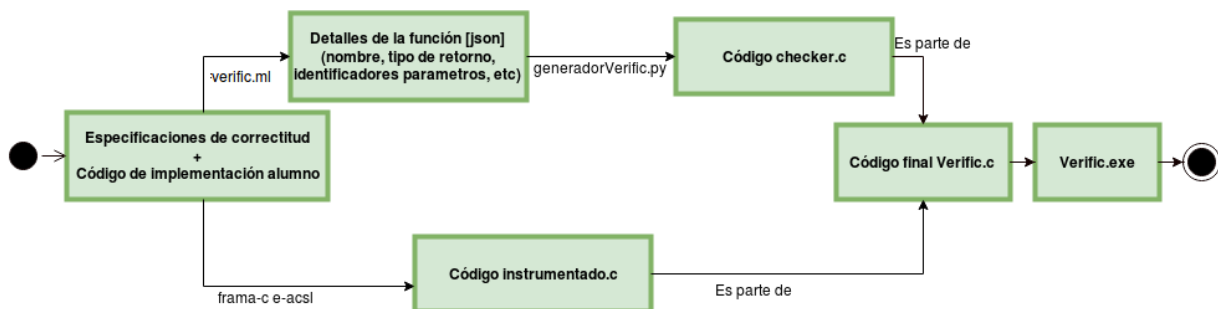 Detalles de la función [json]
(nombre, tipo de retorno,
identificadores parametros, etc)
verific.ml
generadorVerific.py
Código checker.c
Es parte de
Especificaciones de correctitud
+
Código de implementación alumno
Código final Verific.c
Verific.exe
Código instrumentado.c
frama-c e-acsl
Es parte de